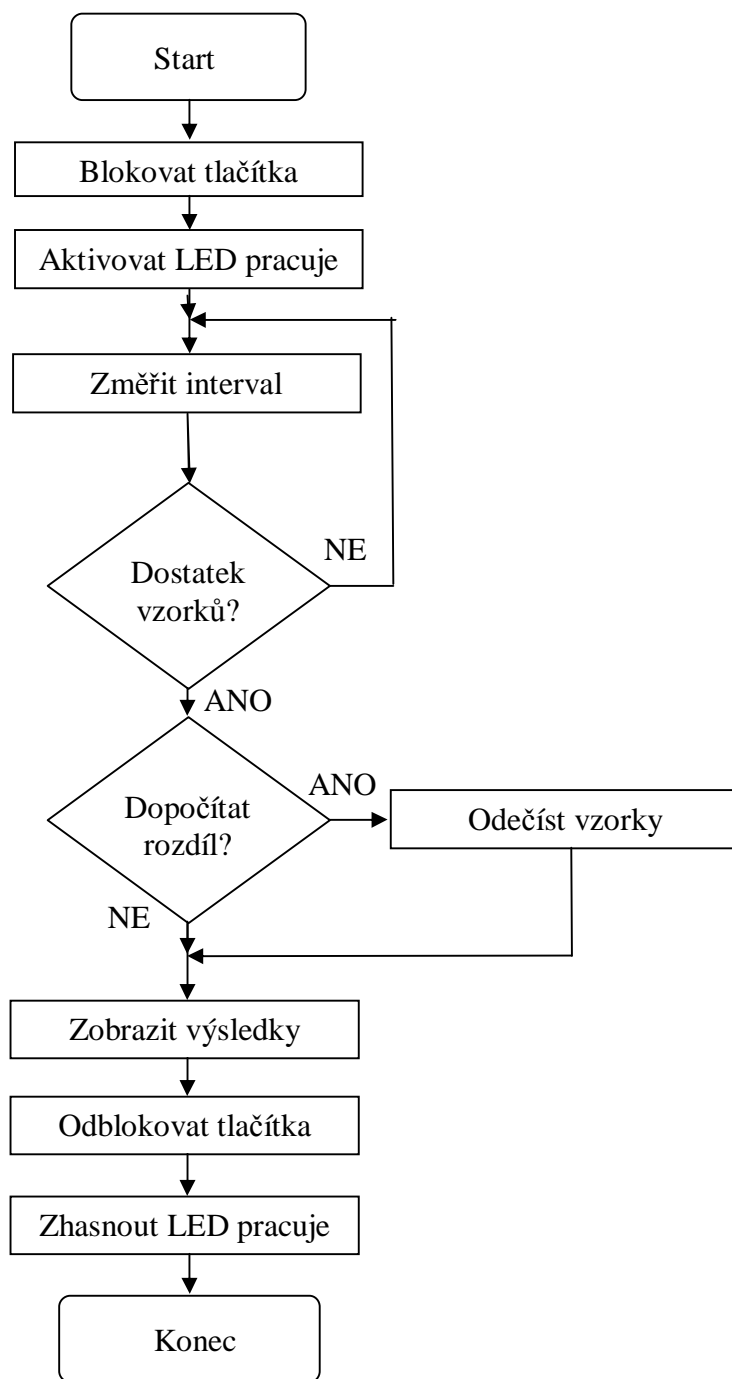 Start
Blokovat tlačítka
Aktivovat LED pracuje
Změřit interval
NE
Dostatek
vzorků?
ANO
ANO
Dopočítat
rozdíl?
Odečíst vzorky
NE
Zobrazit výsledky
Odblokovat tlačítka
Zhasnout LED pracuje
Konec